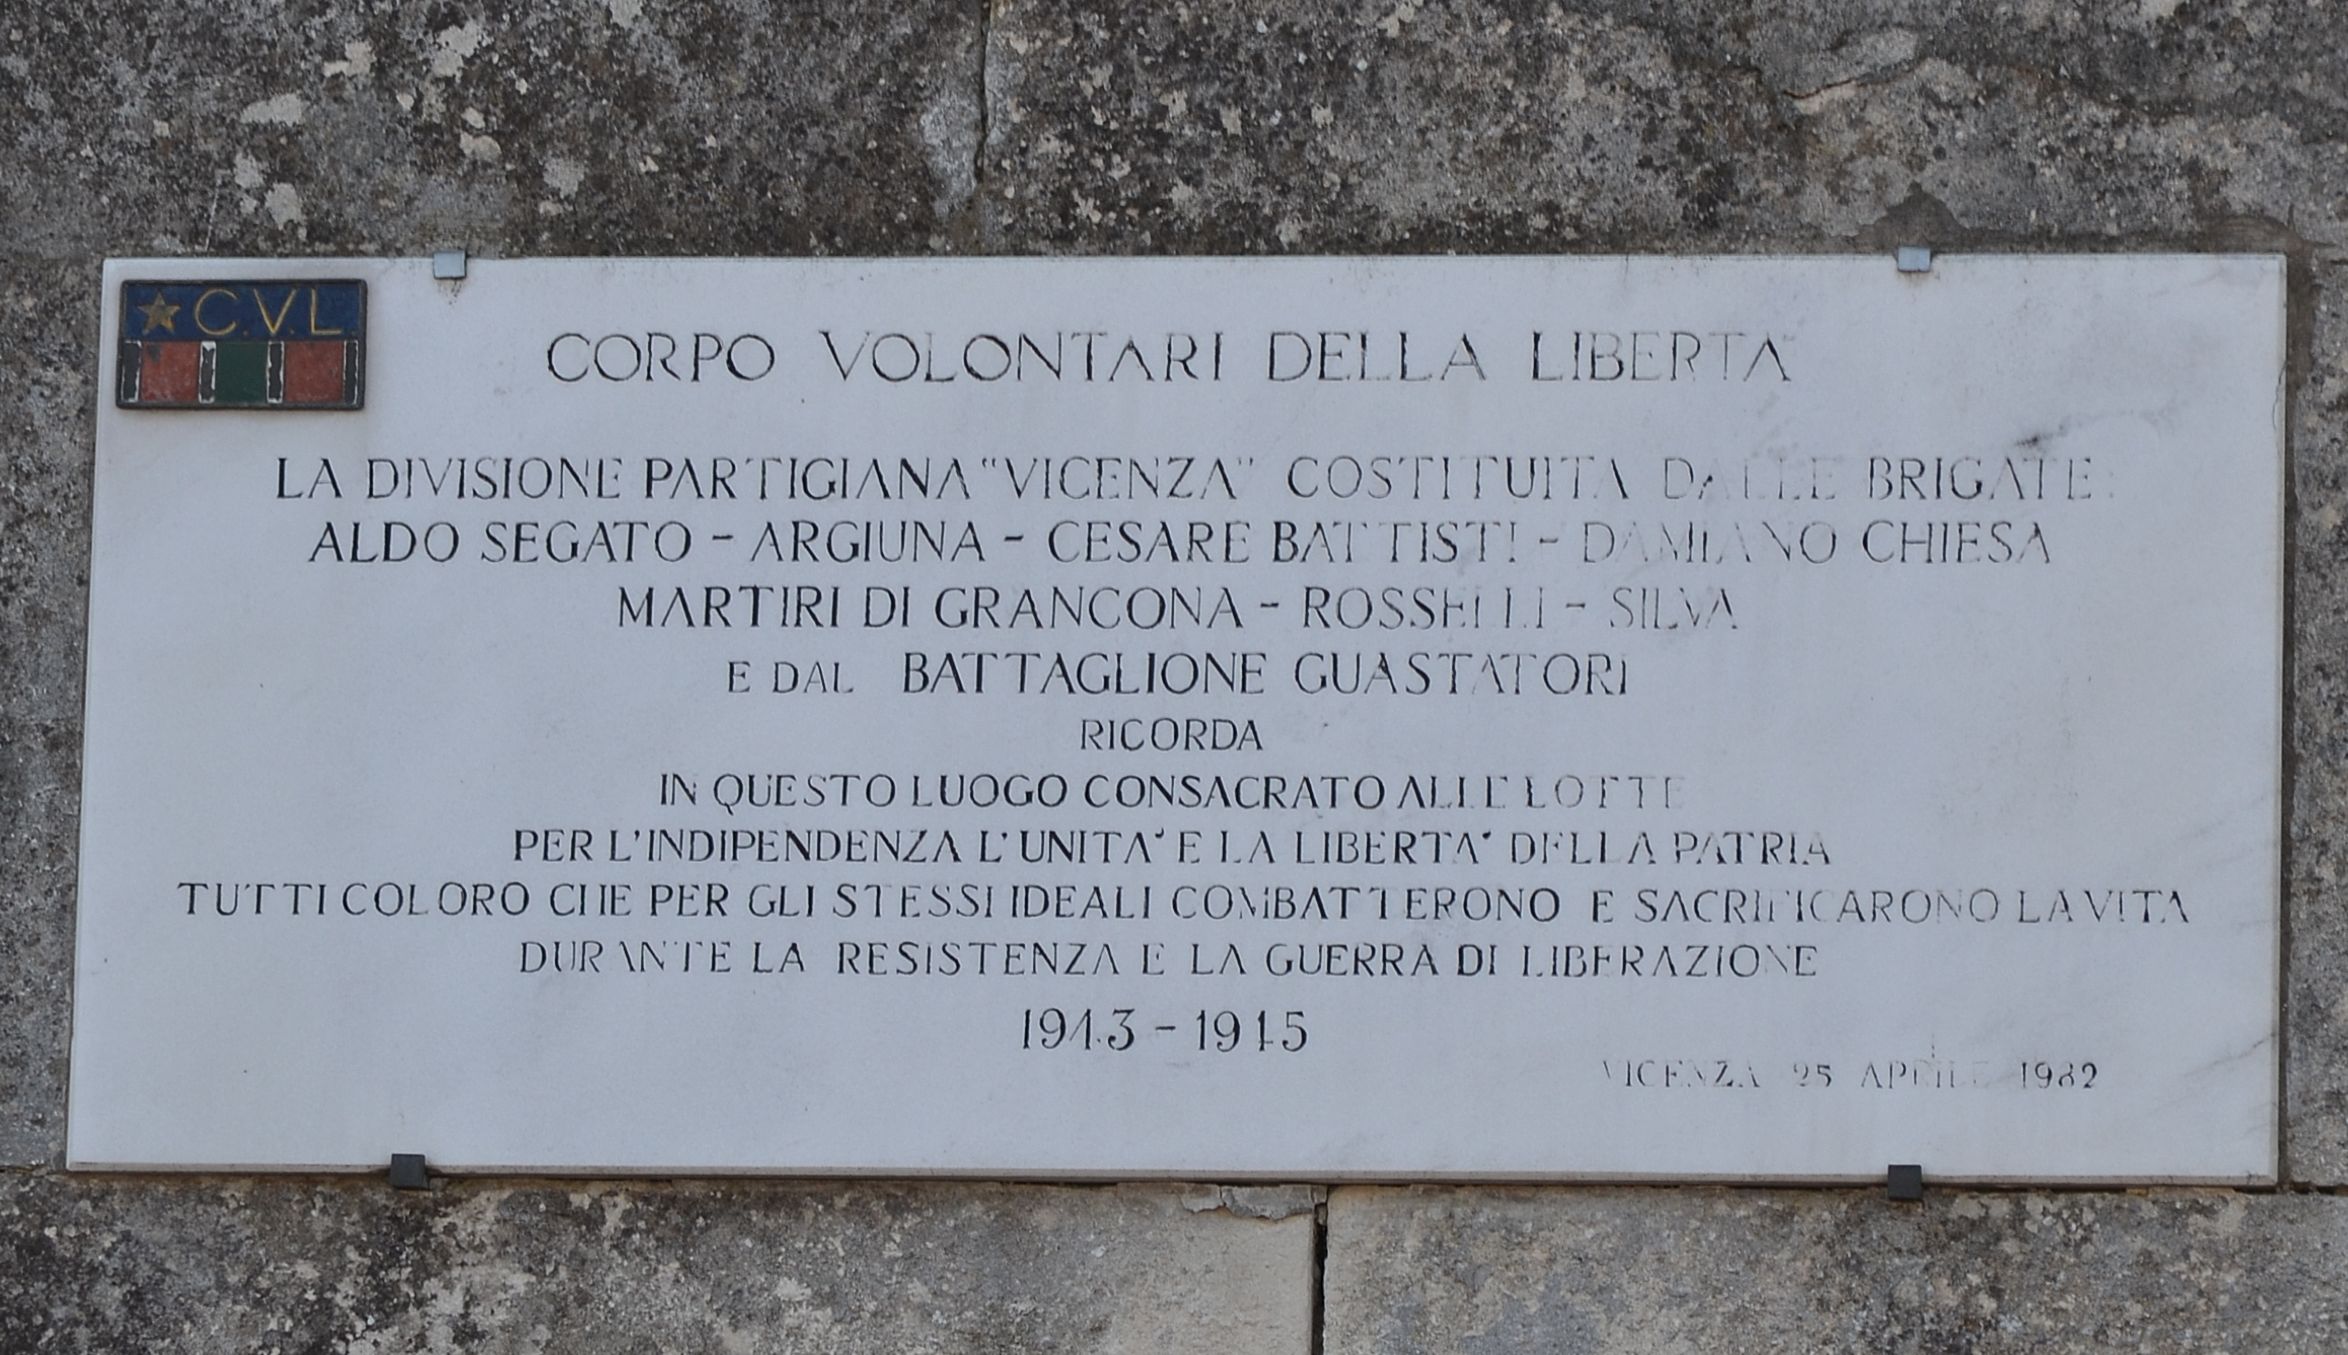 C.V.L.
CORPO VOLONTARI DELLA LIBERTA
LA DIVISIONE PARTIGIANA "VICENZA" COSTITUITA DALLE BRIGATE:
ALDO SEGATO - ARGIUNA - CESARE BATTISTI - DAMIANO CHIESA
MARTIRI DI GRANCONA - ROSSELLI - SILVA
E DAL BATTAGLIONE GUASTATORI
RICORDA
IN QUESTO LUOGO CONSACRATO ALLE LOTTE
PER L'INDIPENDENZA L'UNITA' E LA LIBERTA' DELLA PATRIA
TUTTI COLORO CHE PER GLI STESSI IDEALI COMBATTERONO E SACRIFICARONO LA VITA
DURANTE LA RESISTENZA E LA GUERRA DI LIBERAZIONE
1943 - 1945
VICENZA 25 APRILE 1982